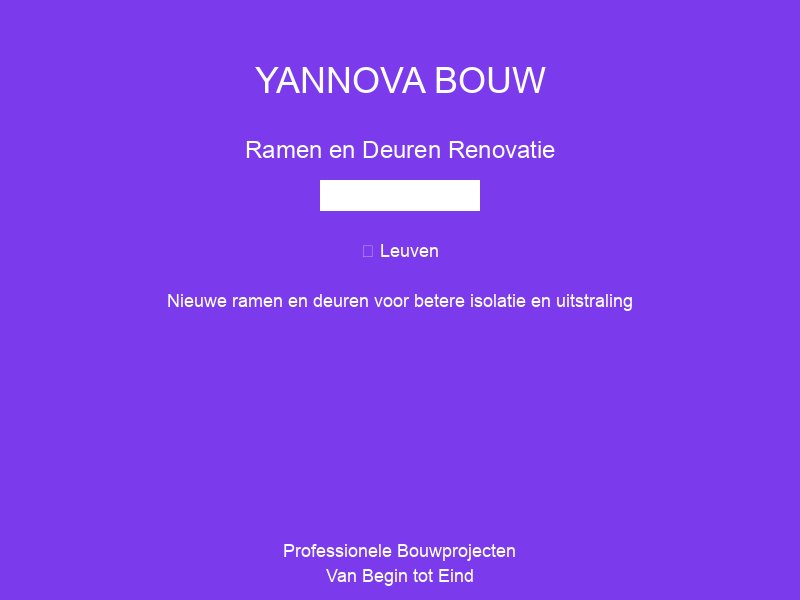 YANNOVA BOUW
Ramen en Deuren Renovatie
Leuven
Nieuwe ramen en deuren voor betere isolatie en uitstraling
Professionele Bouwprojecten
Van Begin tot Eind